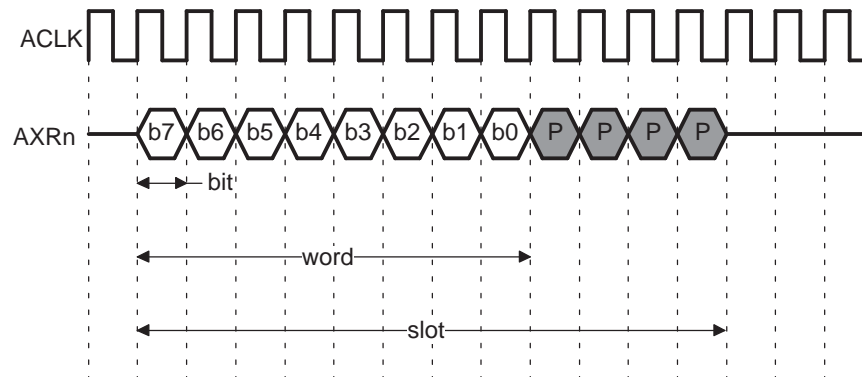 ACLK
AXRn b7 b6 b5 b4 b3 b2 b1 b0 P P P P
bit
word
slot